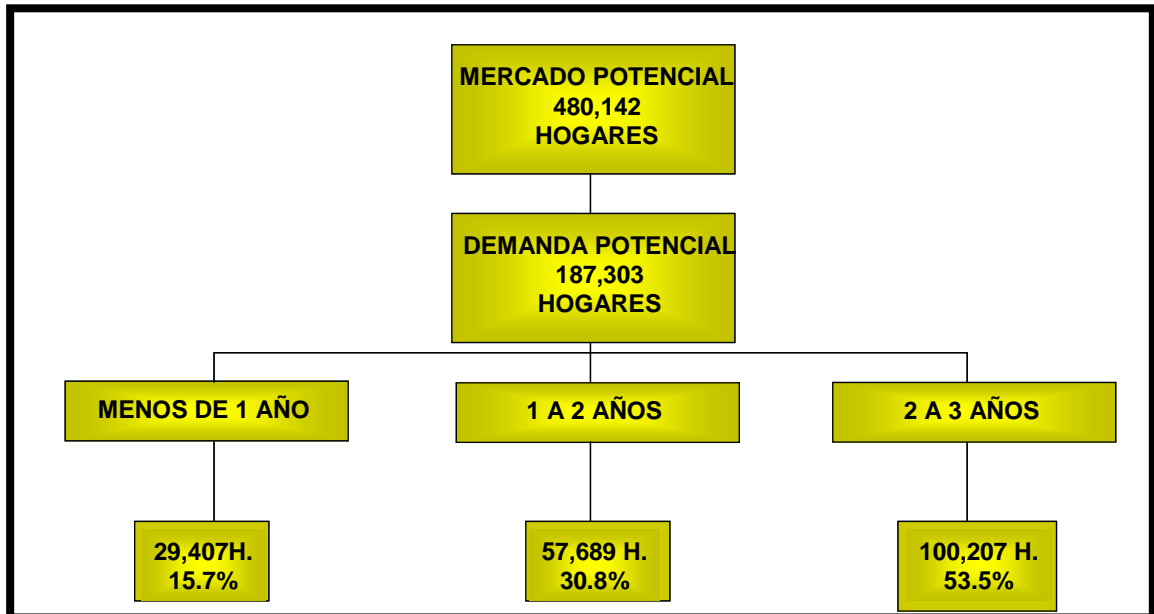 MERCADO POTENCIAL
480,142
HOGARES
DEMANDA POTENCIAL
187,303
HOGARES
MENOS DE 1 AÑO
1 A 2 AÑOS
2 A 3 AÑOS
29,407H.
15.7%
57,689 H.
30.8%
100,207 H.
53.5%